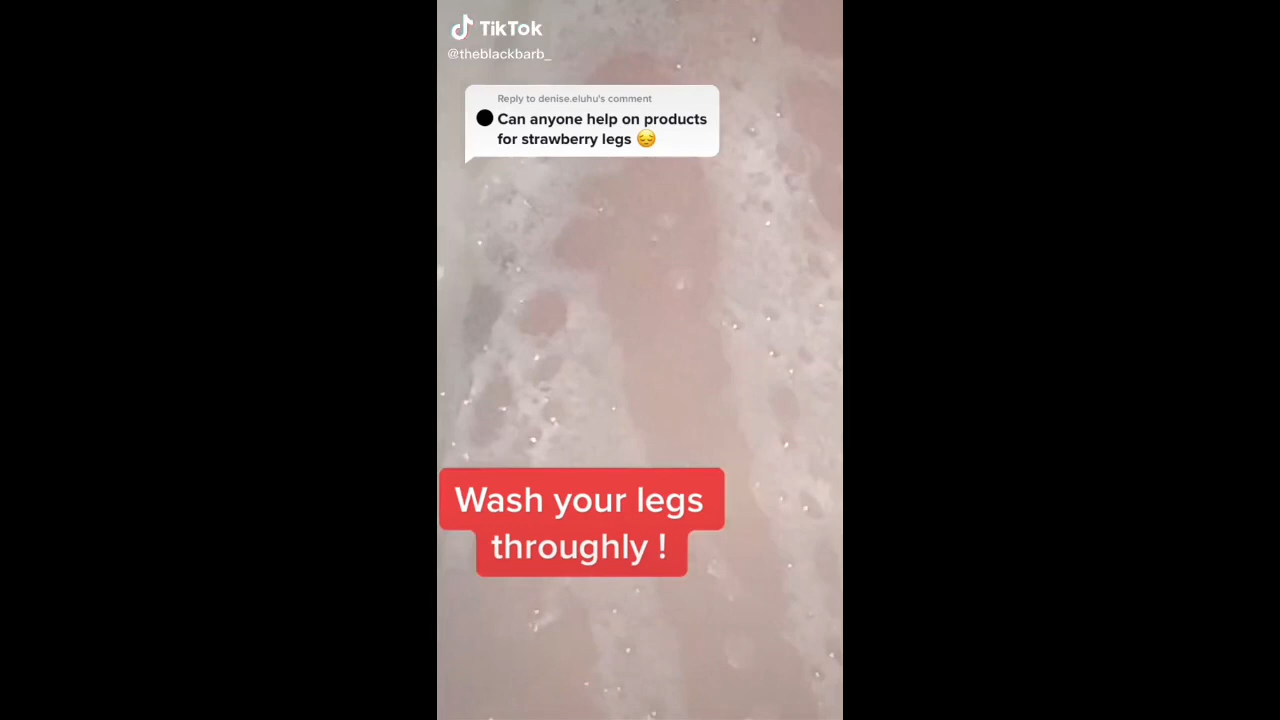 TikTok
@theblackbarb_
Reply to denise.eluhu's comment
Can anyone help on products
for strawberry legs 😔
Wash your legs
throughly !